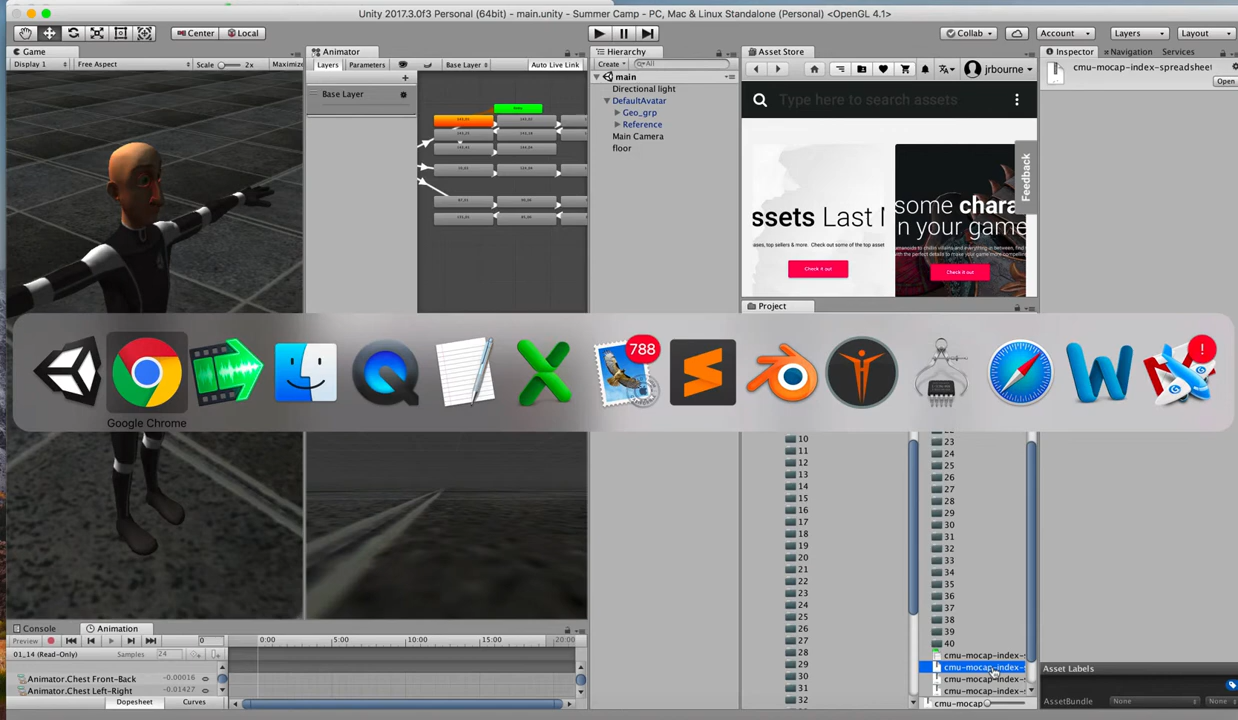 Unity 2017.3.0f3 Personal (64bit) - main.unity - Summer Camp - PC, Mac & Linux Standalone (Personal) <OpenGL 4.1>
Center Local
Collab Account Layers Layout
Game
Display 1 Free Aspect Scale 2x Maximize
Animator
Layers Parameters Base Layer Auto Live Link
Base Layer
Hierarchy
Create All
main
Directional light
DefaultAvatar
Geo_grp
Reference
Main Camera
floor
Asset Store
jrbourne
Type here to search assets
ssets Last
Check it out
some chara
n your game
Check it out
Feedback
Project
Inspector Navigation Services
cmu-mocap-index-spreadsheet
Open
788
!
Google Chrome
10
11
12
13
14
15
16
17
18
19
20
21
22
23
24
25
26
27
28
29
30
31
32
23
24
25
26
27
28
29
30
31
32
33
34
35
36
37
38
39
40
cmu-mocap-index-s
cmu-mocap-index-s
cmu-mocap-index-s
cmu-mocap-index-s
cmu-mocap
Asset Labels
AssetBundle None None
Console Animation
Preview 0 0:00 5:00 10:00 15:00 20:00
01_14 (Read-Only) Samples 24
Animator.Chest Front-Back -0.00016
Animator.Chest Left-Right -0.01427
Dopesheet Curves